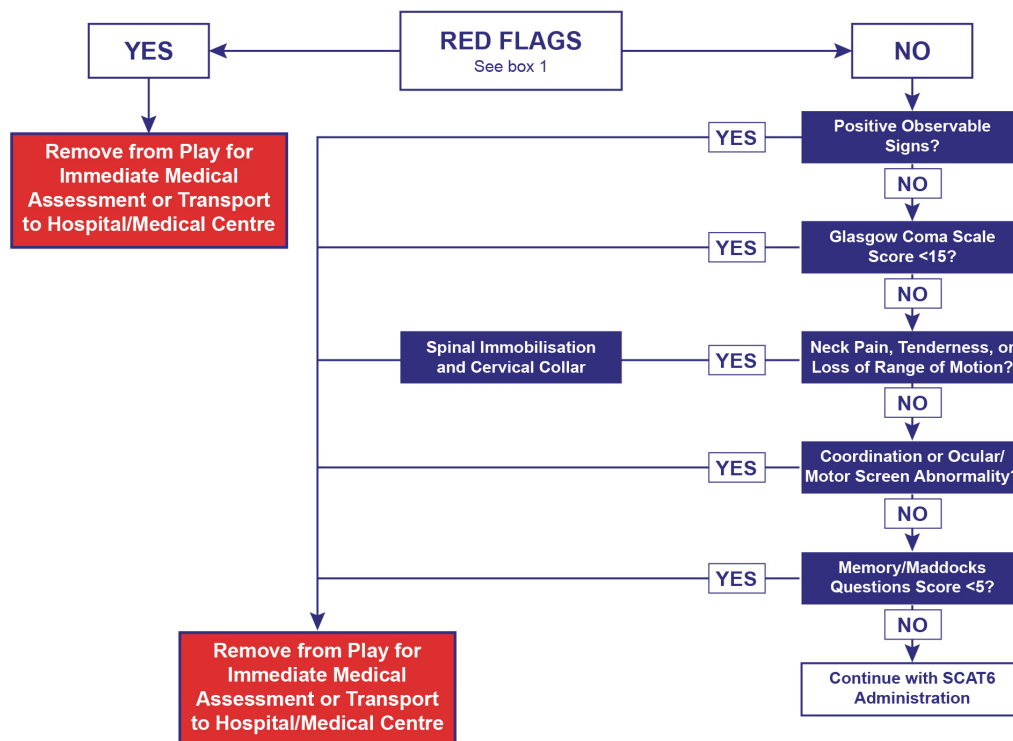 RED FLAGS
See box 1
YES
NO
Remove from Play for
Immediate Medical
Assessment or Transport
to Hospital/Medical Centre
YES
Positive Observable
Signs?
NO
YES
Glasgow Coma Scale
Score <15?
NO
Spinal Immobilisation
and Cervical Collar
YES
Neck Pain, Tenderness, or
Loss of Range of Motion?
NO
YES
Coordination or Ocular/
Motor Screen Abnormality?
NO
YES
Memory/Maddocks
Questions Score <5?
NO
Remove from Play for
Immediate Medical
Assessment or Transport
to Hospital/Medical Centre
Continue with SCAT6
Administration